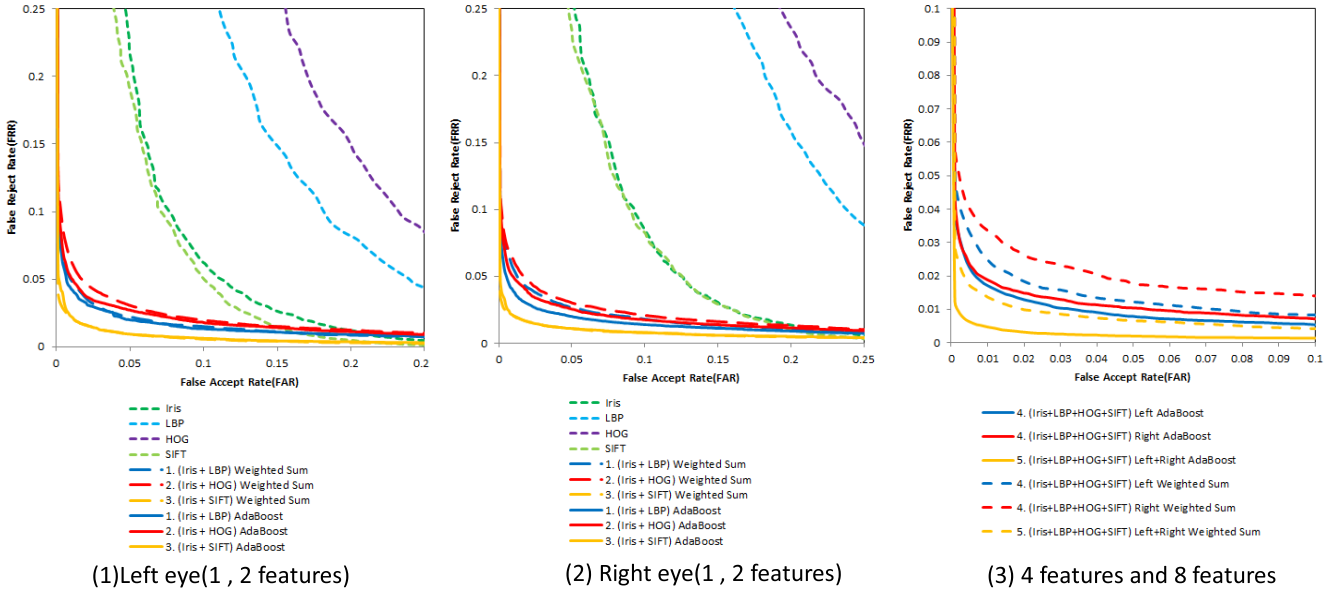 0.25
0.2
0.15
0.1
0.05
0
False Reject Rate(FRR)
0 0.05 0.1 0.15 0.2 0.2
False Accept Rate(FAR)
Iris
LBP
HOG
SIFT
1. (Iris + LBP) Weighted Sum
2. (Iris + HOG) Weighted Sum
3. (Iris + SIFT) Weighted Sum
1. (Iris + LBP) AdaBoost
2. (Iris + HOG) AdaBoost
3. (Iris + SIFT) AdaBoost
(1)Left eye(1 , 2 features)
0.25
0.2
0.15
0.1
0.05
0
False Reject Rate(FRR)
0 0.05 0.1 0.15 0.2 0.25
False Accept Rate(FAR)
Iris
LBP
HOG
SIFT
1. (Iris + LBP) Weighted Sum
2. (Iris + HOG) Weighted Sum
3. (Iris + SIFT) Weighted Sum
1. (Iris + LBP) AdaBoost
2. (Iris + HOG) AdaBoost
3. (Iris + SIFT) AdaBoost
(2) Right eye(1 , 2 features)
0.1
0.09
0.08
0.07
0.06
0.05
0.04
0.03
0.02
0.01
0
False Reject Rate(FRR)
0 0.01 0.02 0.03 0.04 0.05 0.06 0.07 0.08 0.09 0.1
False Accept Rate(FAR)
4. (Iris+LBP+HOG+SIFT) Left AdaBoost
4. (Iris+LBP+HOG+SIFT) Right AdaBoost
5. (Iris+LBP+HOG+SIFT) Left+Right AdaBoost
4. (Iris+LBP+HOG+SIFT) Left Weighted Sum
4. (Iris+LBP+HOG+SIFT) Right Weighted Sum
5. (Iris+LBP+HOG+SIFT) Left+Right Weighted Sum
(3) 4 features and 8 features